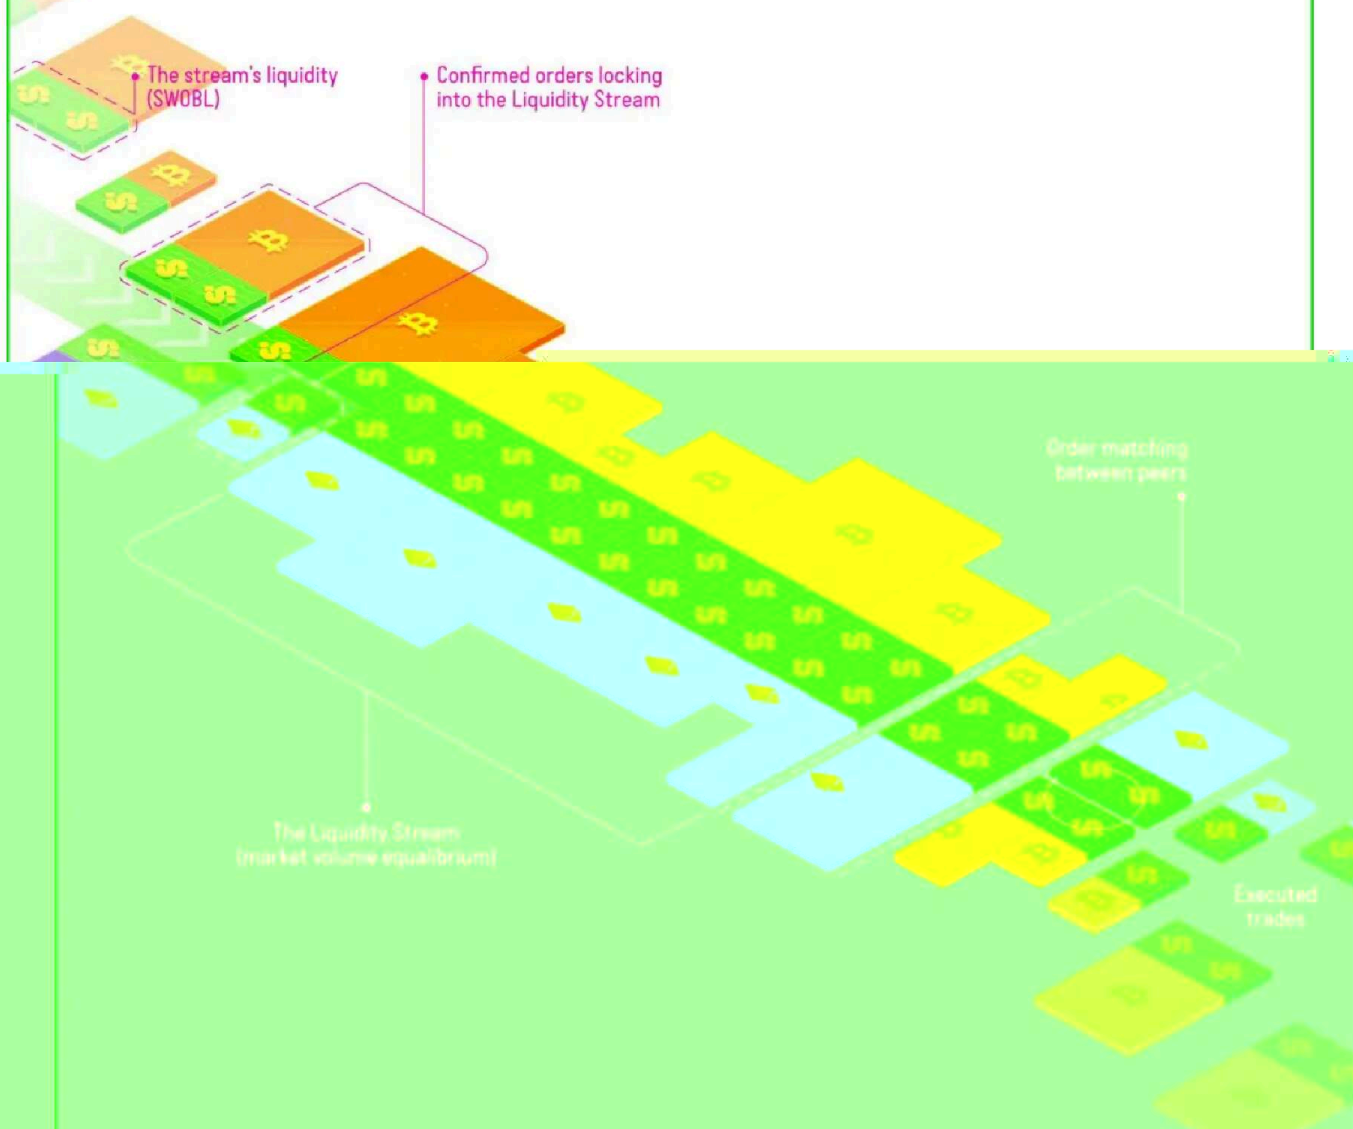 The stream's liquidity
(SWOBL)
Confirmed orders locking
into the Liquidity Stream
Order matching
between peers
The Liquidity Stream
(market volume equalibrium)
Executed
trades